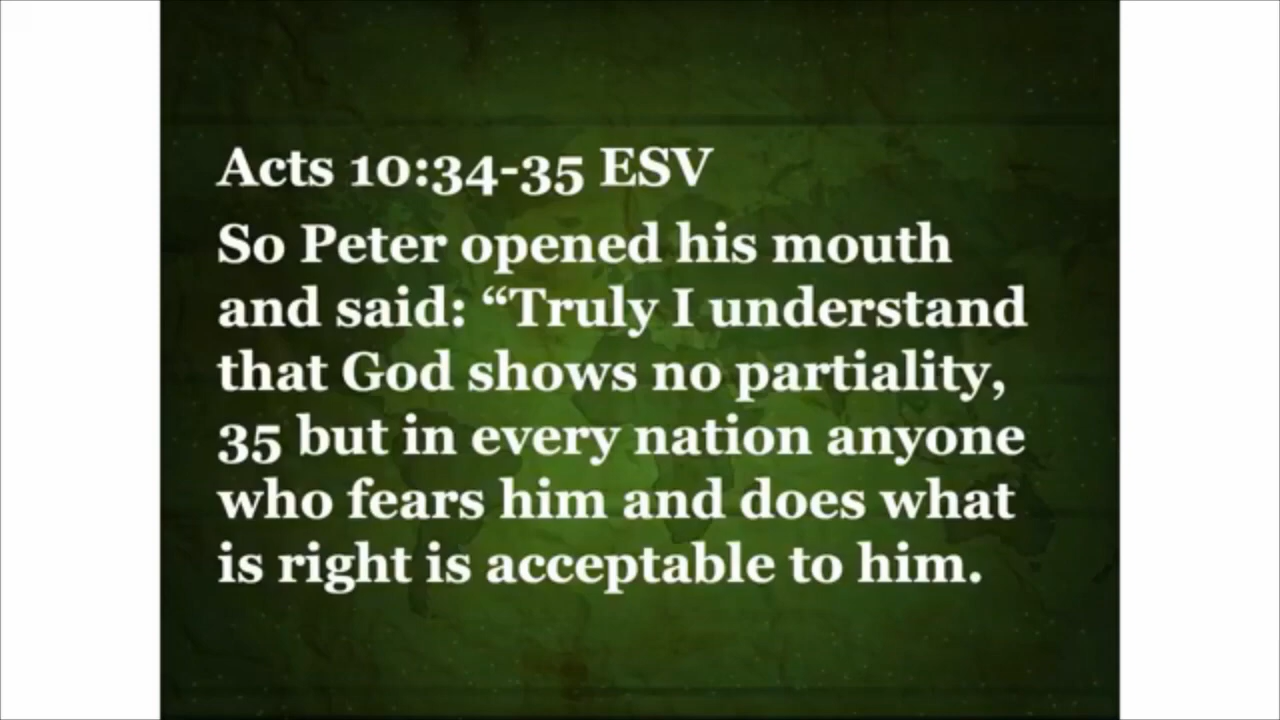 Acts 10:34-35 ESV
So Peter opened his mouth
and said: “Truly I understand
that God shows no partiality,
35 but in every nation anyone
who fears him and does what
is right is acceptable to him.